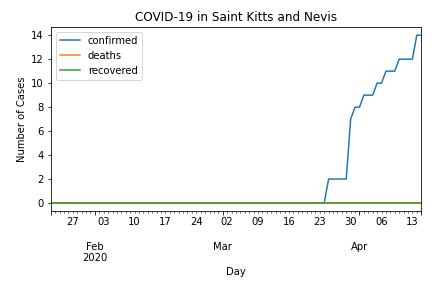 COVID-19 in Saint Kitts and Nevis
confirmed
deaths
recovered
Number of Cases
14
12
10
8
6
4
2
0
27 03 10 17 24 02 09 16 23 30 06 13
Feb Mar Apr
2020
Day